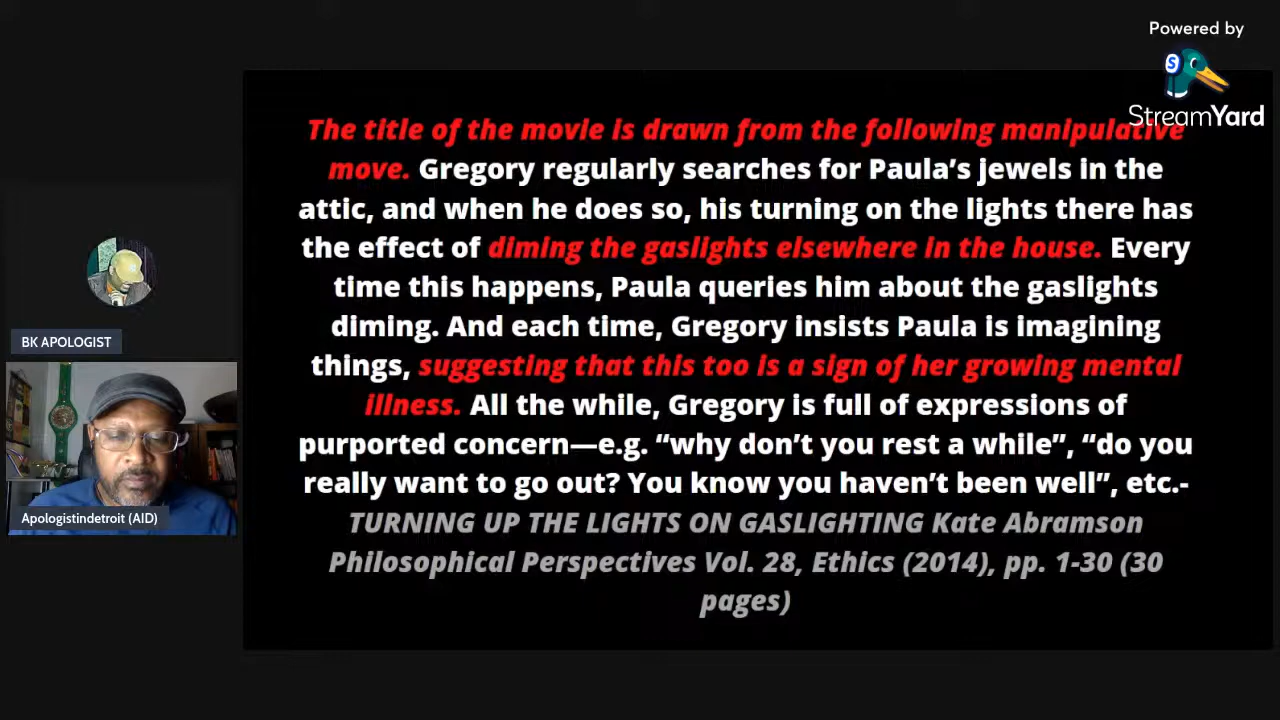 Powered by
S
StreamYard
The title of the movie is drawn from the following manipulative
move. Gregory regularly searches for Paula’s jewels in the
attic, and when he does so, his turning on the lights there has
the effect of diming the gaslights elsewhere in the house. Every
time this happens, Paula queries him about the gaslights
diming. And each time, Gregory insists Paula is imagining
things, suggesting that this too is a sign of her growing mental
illness. All the while, Gregory is full of expressions of
purported concern—e.g. “why don’t you rest a while”, “do you
really want to go out? You know you haven’t been well”, etc.-
TURNING UP THE LIGHTS ON GASLIGHTING Kate Abramson
Philosophical Perspectives Vol. 28, Ethics (2014), pp. 1-30 (30
pages)
BK APOLOGIST
Apologistindetroit (AID)